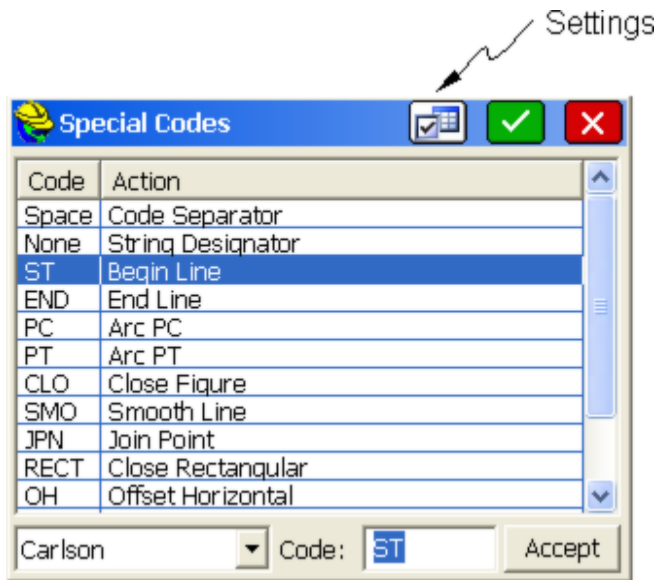 Settings
Special Codes
Code Action
Space Code Separator
None String Designator
ST Begin Line
END End Line
PC Arc PC
PT Arc PT
CLO Close Figure
SMO Smooth Line
JPN Join Point
RECT Close Rectangular
OH Offset Horizontal
Carlson Code: ST Accept